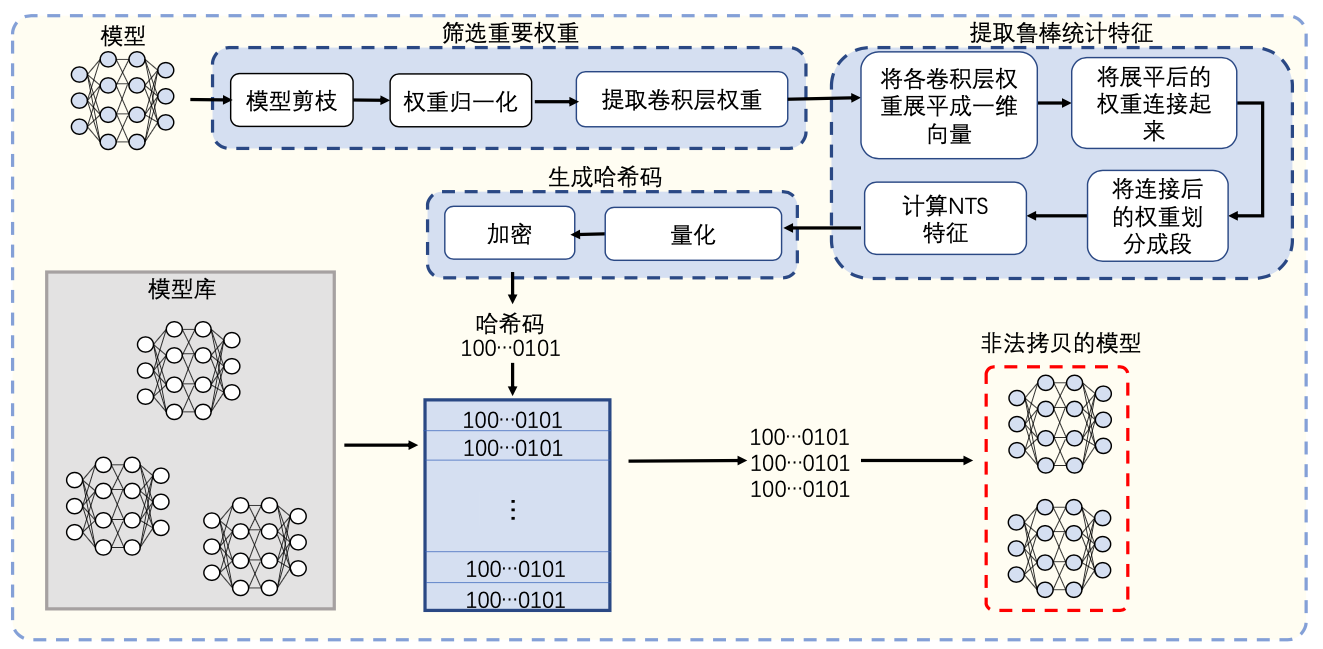 模型
筛选重要权重
模型剪枝
权重归一化
提取卷积层权重
提取鲁棒统计特征
将各卷积层权
重展平成一维
向量
将展平后的
权重连接起
来
将连接后
的权重划
分成段
计算NTS
特征
生成哈希码
量化
加密
哈希码
100···0101
模型库
100···0101
100···0101
⋮
100···0101
100···0101
100···0101
100···0101
100···0101
非法拷贝的模型